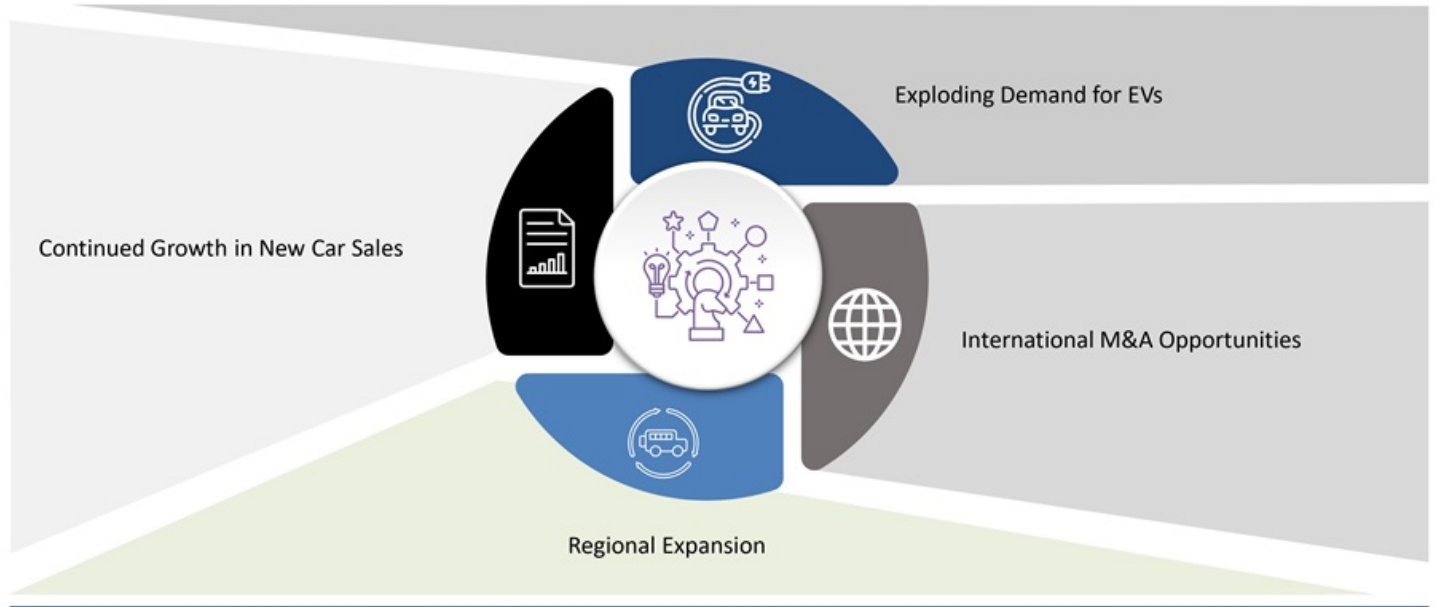 Exploding Demand for EVs
Continued Growth in New Car Sales
International M&A Opportunities
Regional Expansion